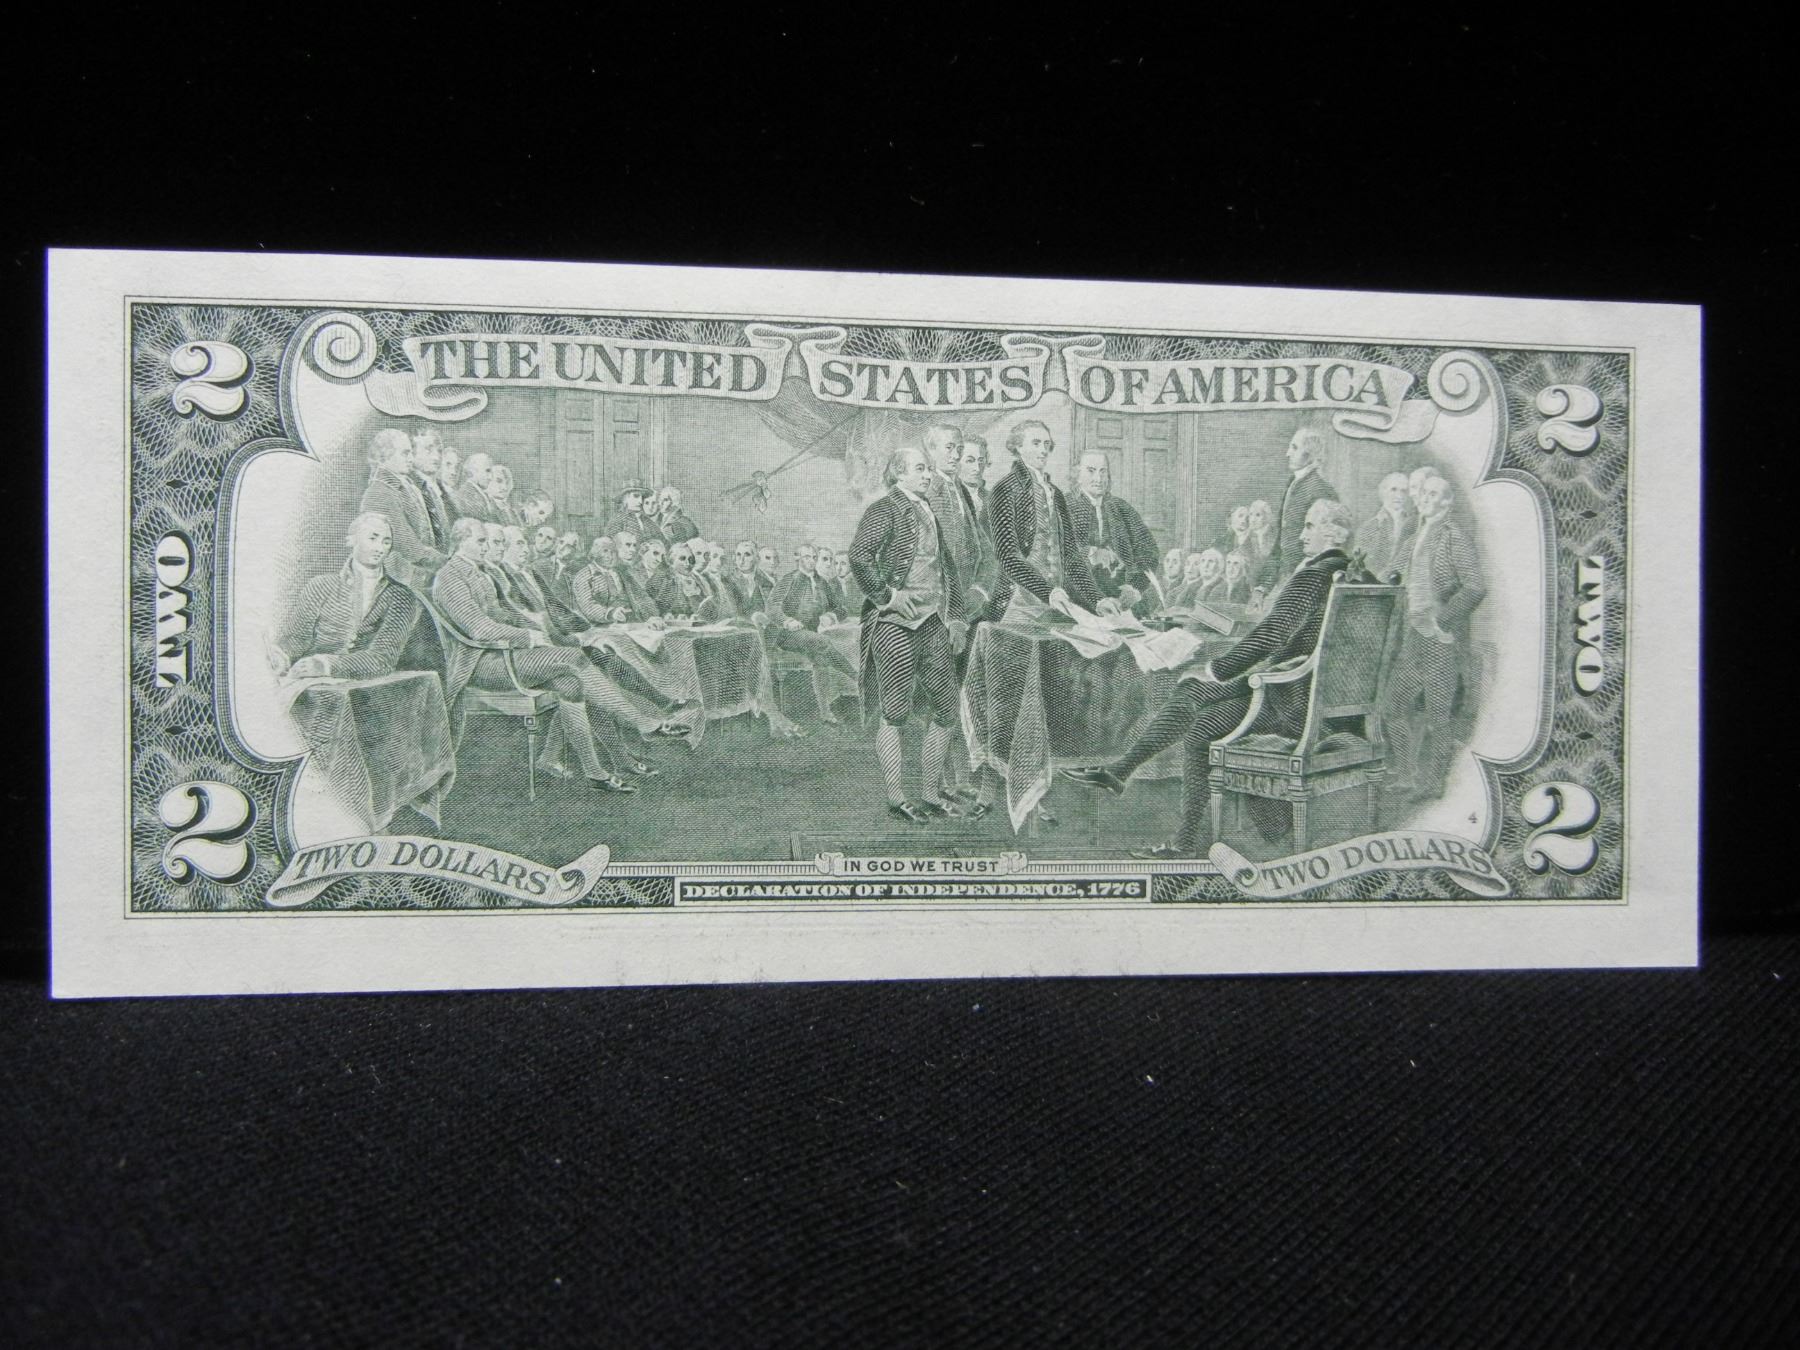 THE UNITED STATES OF AMERICA
2
2
TWO
TWO
2
2
4
TWO DOLLARS
IN GOD WE TRUST
TWO DOLLARS
DECLARATION OF INDEPENDENCE, 1776